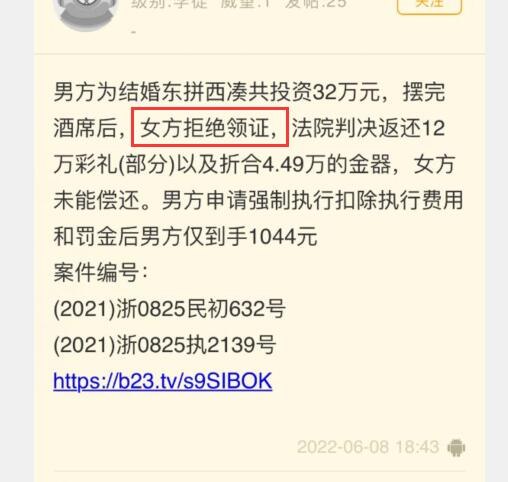 级别:学徒 威望:1 发帖:25
关注
-
男方为结婚东拼西凑共投资32万元，摆完
酒席后，女方拒绝领证，法院判决返还12
万彩礼(部分)以及折合4.49万的金器，女方
未能偿还。男方申请强制执行扣除执行费用
和罚金后男方仅到手1044元
案件编号：
(2021)浙0825民初632号
(2021)浙0825执2139号
https://b23.tv/s9SIBOK
2022-06-08 18:43